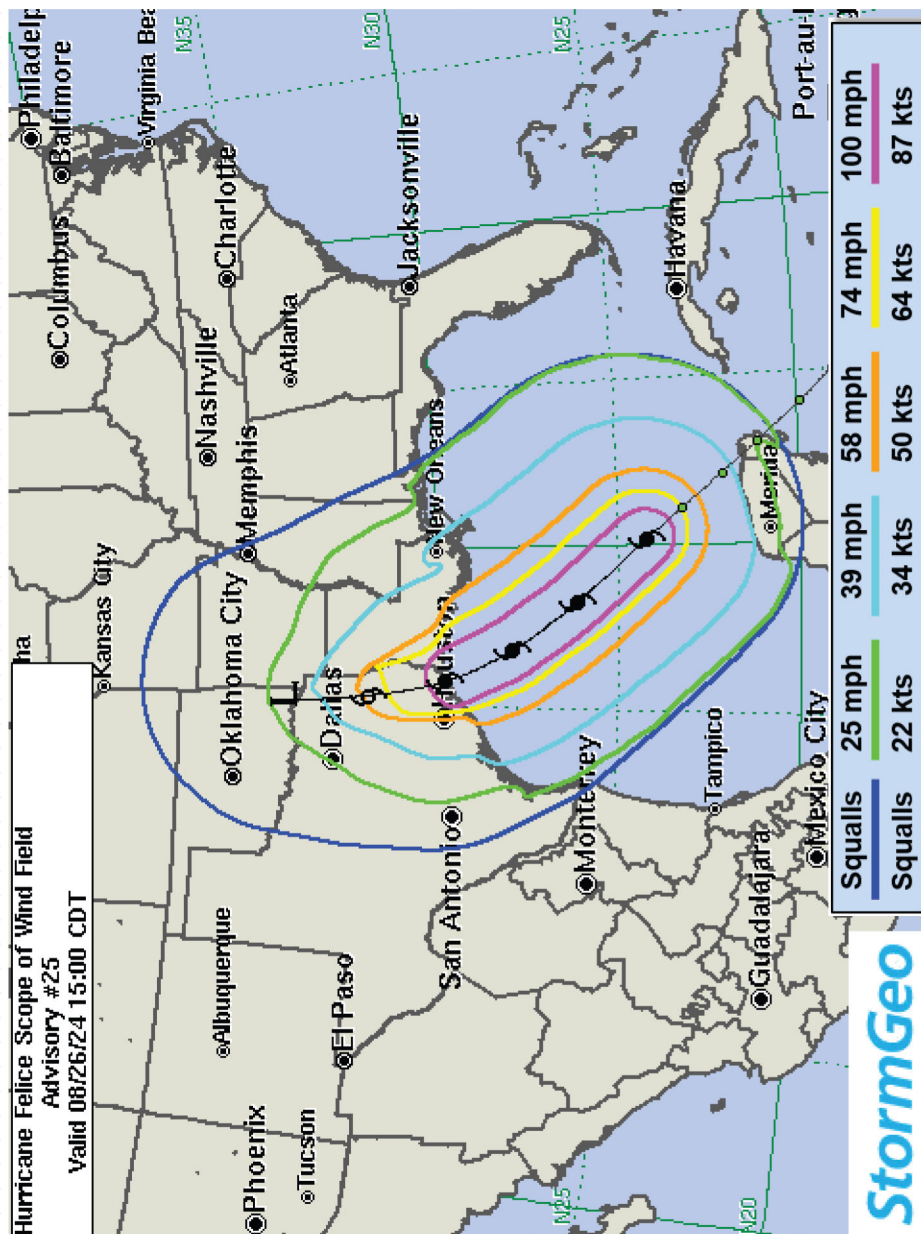 Hurricane Felice Scope of Wind Field
Advisory #25
Valid 08/26/24 15:00 CDT
ha
Kansas City
Columbus
Philadelp
Baltimore
Virginia Bea
N35
Phoenix
Albuquerque
Oklahoma City
Nashville
Charlotte
Memphis
Tucson
Atlanta
El Paso
Dallas
L
N30
San Antonio
Houston
New Orleans
Jacksonville
N25
Monterrey
N25
Tampico
Havana
Guadalajara
Merida
N20
Mexico City
Port-au-
Squalls 25 mph 39 mph 58 mph 74 mph 100 mph
Squalls 22 kts 34 kts 50 kts 64 kts 87 kts
StormGeo